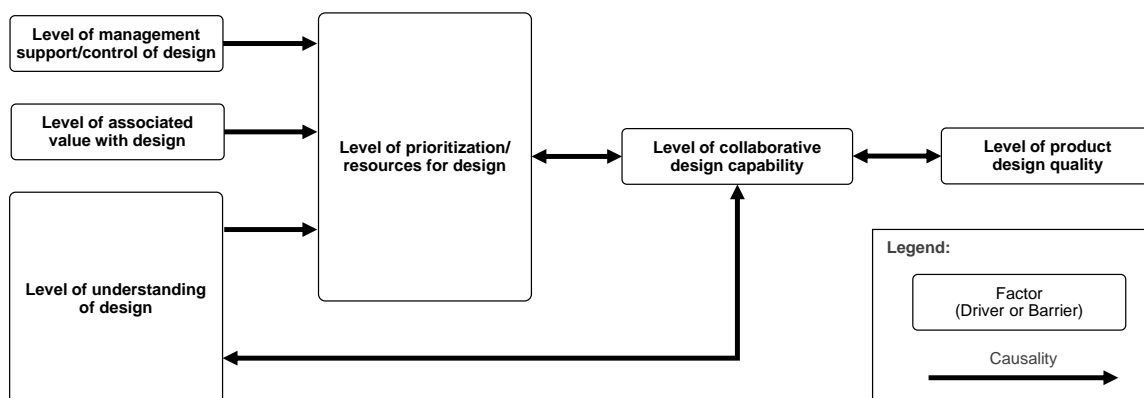 Level of management
support/control of design
Level of associated
value with design
Level of prioritization/
resources for design
Level of collaborative
design capability
Level of product
design quality
Level of understanding
of design
Legend:
Factor
(Driver or Barrier)
Causality